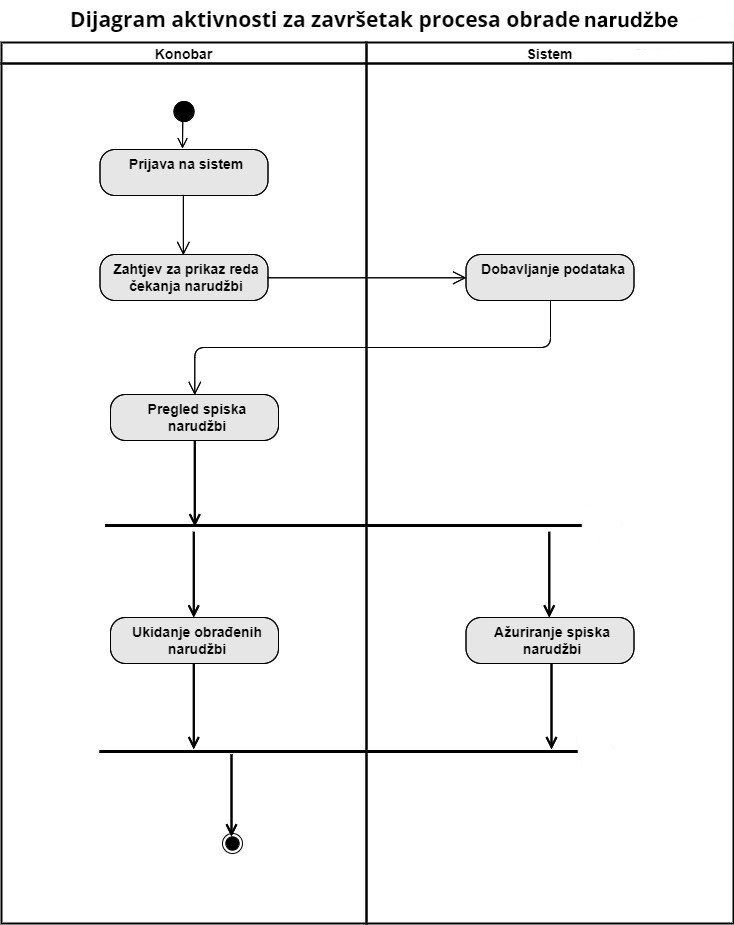 Dijagram aktivnosti za završetak procesa obrade narudžbe
Konobar
Sistem
Prijava na sistem
Zahtjev za prikaz reda
čekanja narudžbi
Dobavljanje podataka
Pregled spiska
narudžbi
Ukidanje obrađenih
narudžbi
Ažuriranje spiska
narudžbi